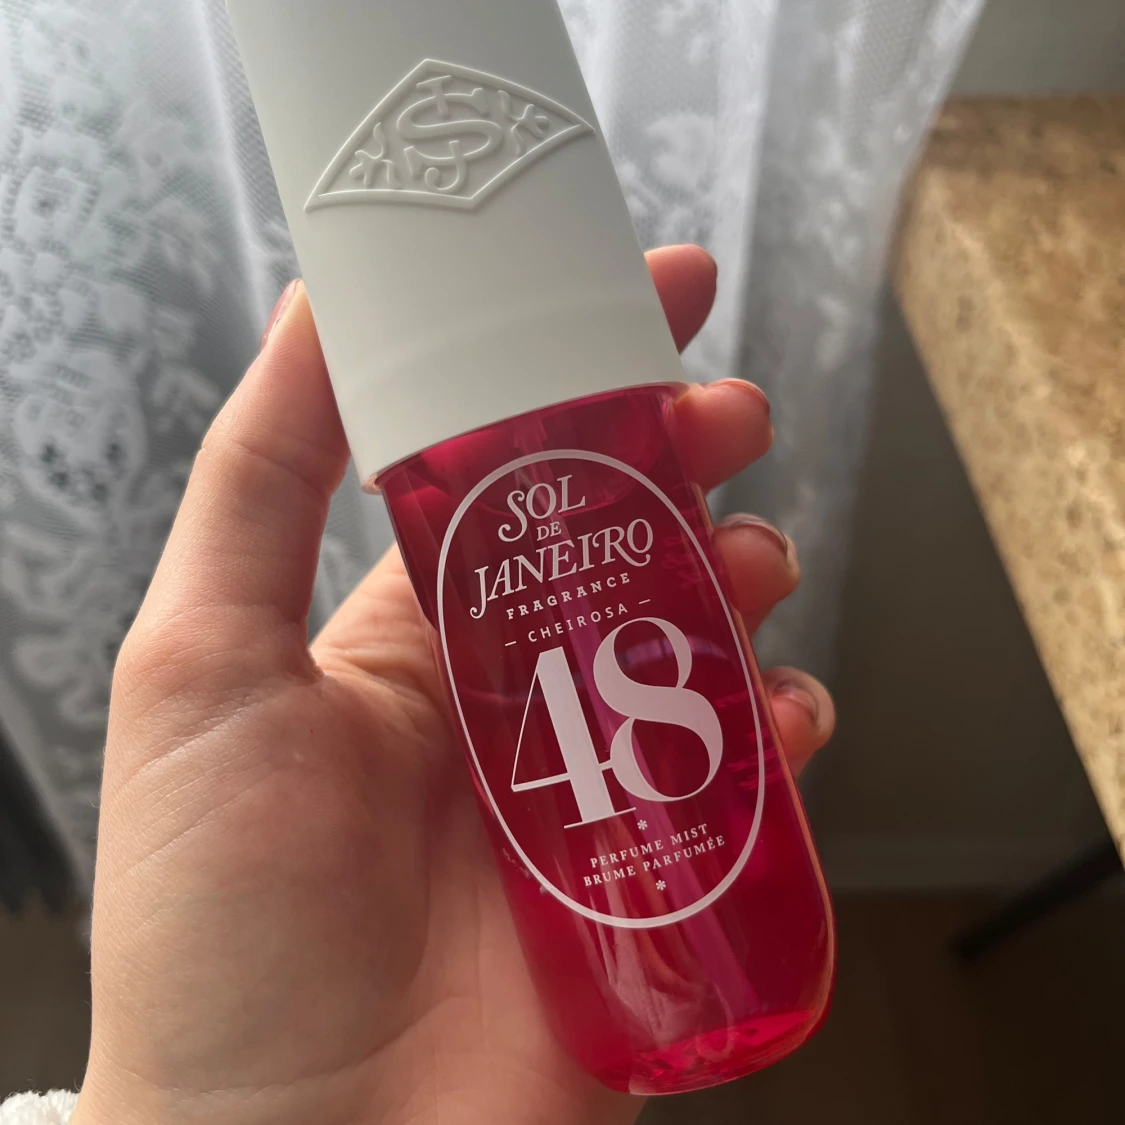 SOL
DE
JANEIRO
FRAGRANCE
– CHEIROSA –
48
*
PERFUME MIST
BRUME PARFUMÉE
*